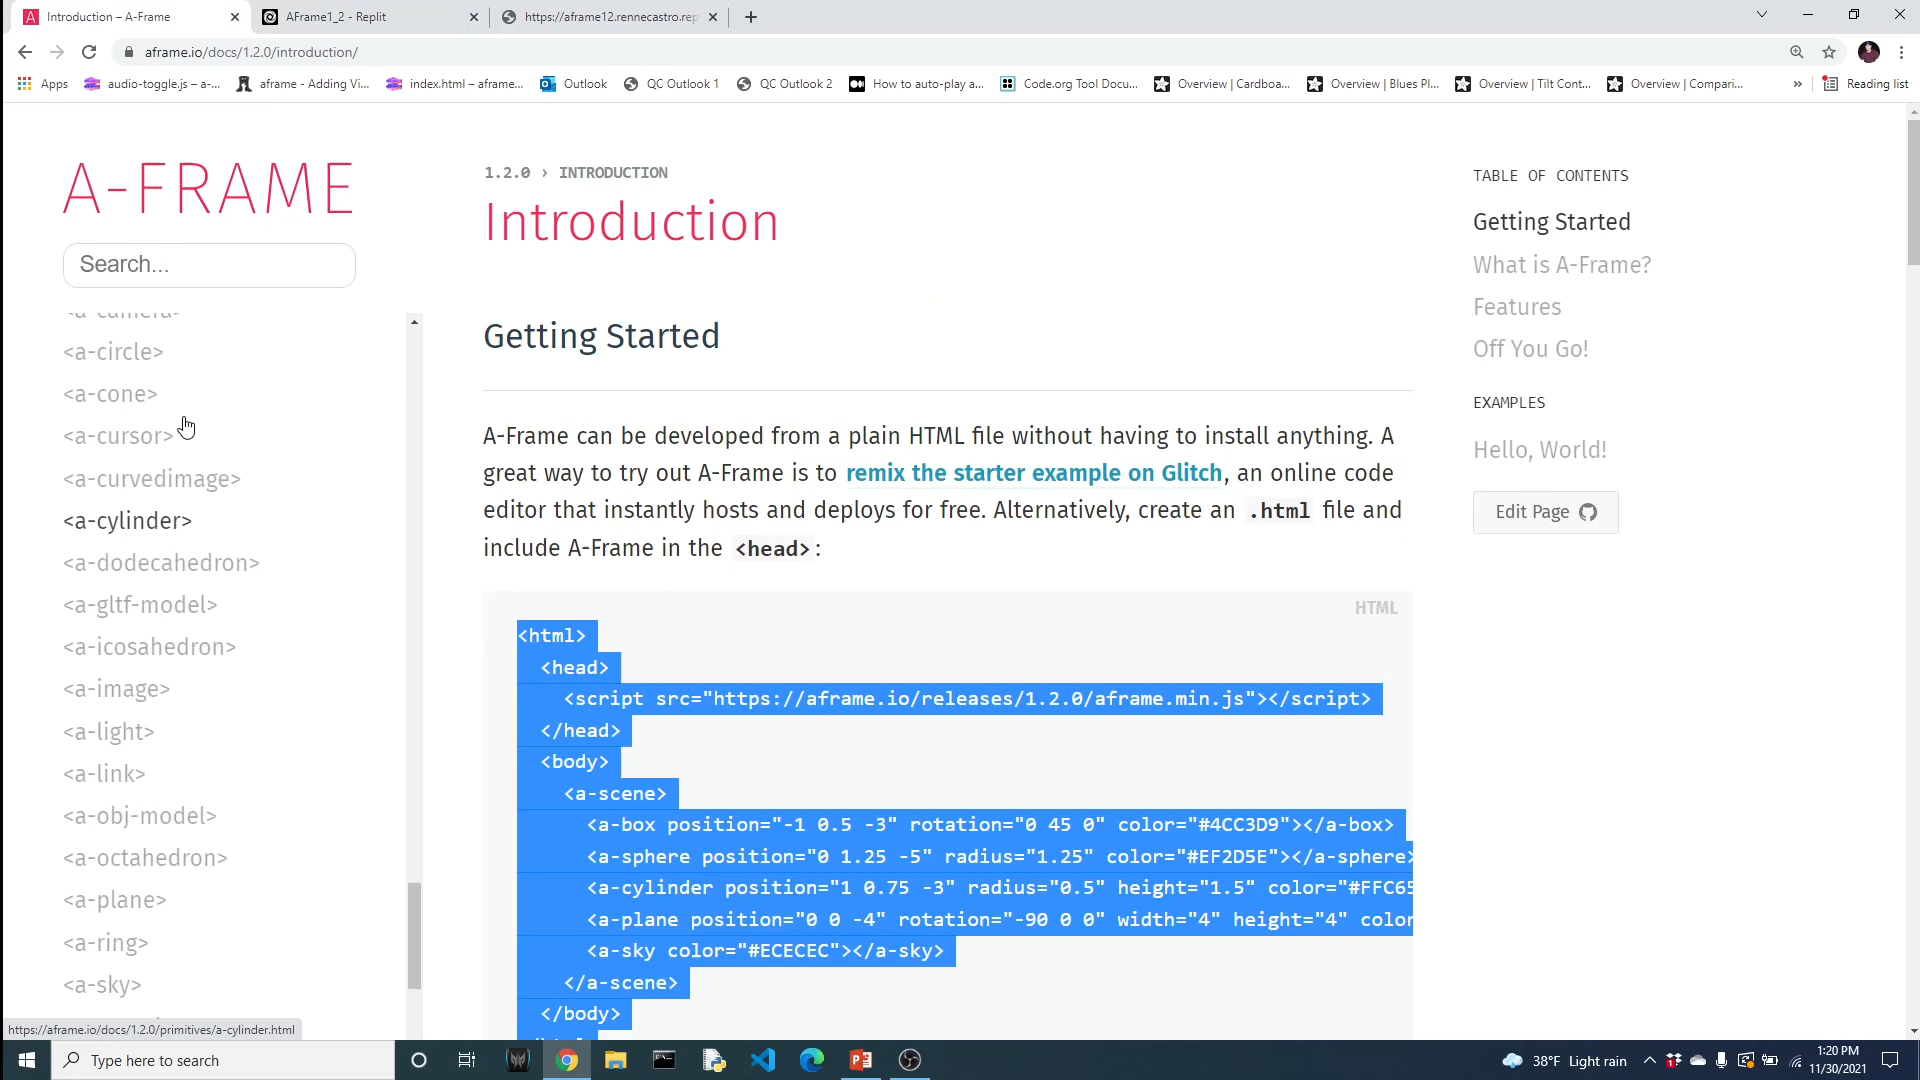 Introduction – A-Frame
AFrame1_2 - Replit
https://aframe12.rennecastro.rep
aframe.io/docs/1.2.0/introduction/
Apps
audio-toggle.js – a-...
aframe - Adding Vi...
index.html – aframe...
Outlook
QC Outlook 1
QC Outlook 2
How to auto-play a...
Code.org Tool Docu...
Overview | Cardboa...
Overview | Blues Pl...
Overview | Tilt Cont...
Overview | Compari...
»
Reading list
A-FRAME
Search...
<a-camera>
<a-circle>
<a-cone>
<a-cursor>
<a-curvedimage>
<a-cylinder>
<a-dodecahedron>
<a-gltf-model>
<a-icosahedron>
<a-image>
<a-light>
<a-link>
<a-obj-model>
<a-octahedron>
<a-plane>
<a-ring>
<a-sky>
https://aframe.io/docs/1.2.0/primitives/a-cylinder.html
1.2.0 › INTRODUCTION
Introduction
Getting Started
A-Frame can be developed from a plain HTML file without having to install anything. A
great way to try out A-Frame is to remix the starter example on Glitch, an online code
editor that instantly hosts and deploys for free. Alternatively, create an .html file and
include A-Frame in the <head>:
HTML
<html>
<head>
<script src="https://aframe.io/releases/1.2.0/aframe.min.js"></script>
</head>
<body>
<a-scene>
<a-box position="-1 0.5 -3" rotation="0 45 0" color="#4CC3D9"></a-box>
<a-sphere position="0 1.25 -5" radius="1.25" color="#EF2D5E"></a-sphere>
<a-cylinder position="1 0.75 -3" radius="0.5" height="1.5" color="#FFC65
<a-plane position="0 0 -4" rotation="-90 0 0" width="4" height="4" color
<a-sky color="#ECECEC"></a-sky>
</a-scene>
</body>
TABLE OF CONTENTS
Getting Started
What is A-Frame?
Features
Off You Go!
EXAMPLES
Hello, World!
Edit Page
Type here to search
38°F Light rain
1:20 PM
11/30/2021